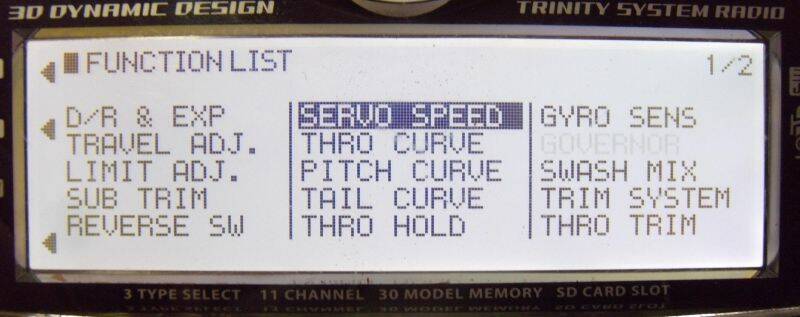 3D DYNAMIC DESIGN
TRINITY SYSTEM RADIO
FUNCTION LIST
1/2
D/R & EXP
TRAVEL ADJ.
LIMIT ADJ.
SUB TRIM
REVERSE SW
SERVO SPEED
THRO CURVE
PITCH CURVE
TAIL CURVE
THRO HOLD
GYRO SENS
GOVERNOR
SWASH MIX
TRIM SYSTEM
THRO TRIM
3 TYPE SELECT 11 CHANNEL 30 MODEL MEMORY SD CARD SLOT